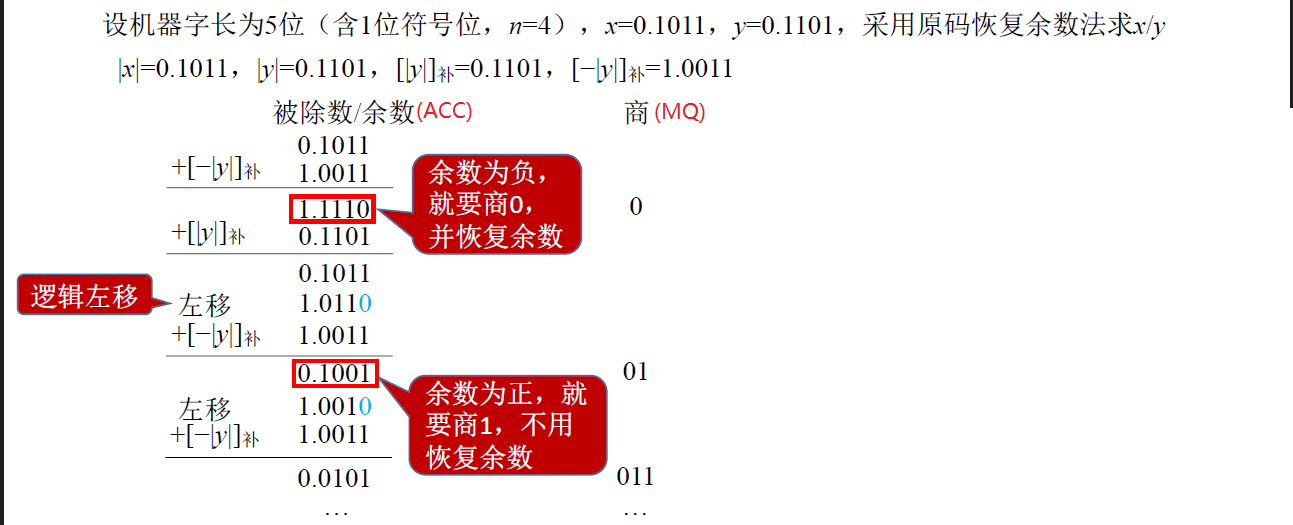 设机器字长为5位（含1位符号位，n=4），x=0.1011，y=0.1101，采用原码恢复余数法求x/y
|x|=0.1011，|y|=0.1101，[|y|]补=0.1101，[−|y|]补=1.0011
被除数/余数(ACC) 商(MQ)
0.1011
+[−|y|]补 1.0011
1.1110 0
余数为负，
就要商0，
并恢复余数
+[|y|]补 0.1101
0.1011
逻辑左移
左移 1.0110
+[−|y|]补 1.0011
0.1001 01
余数为正，就
要商1，不用
恢复余数
左移 1.0010
+[−|y|]补 1.0011
0.0101 011
… …